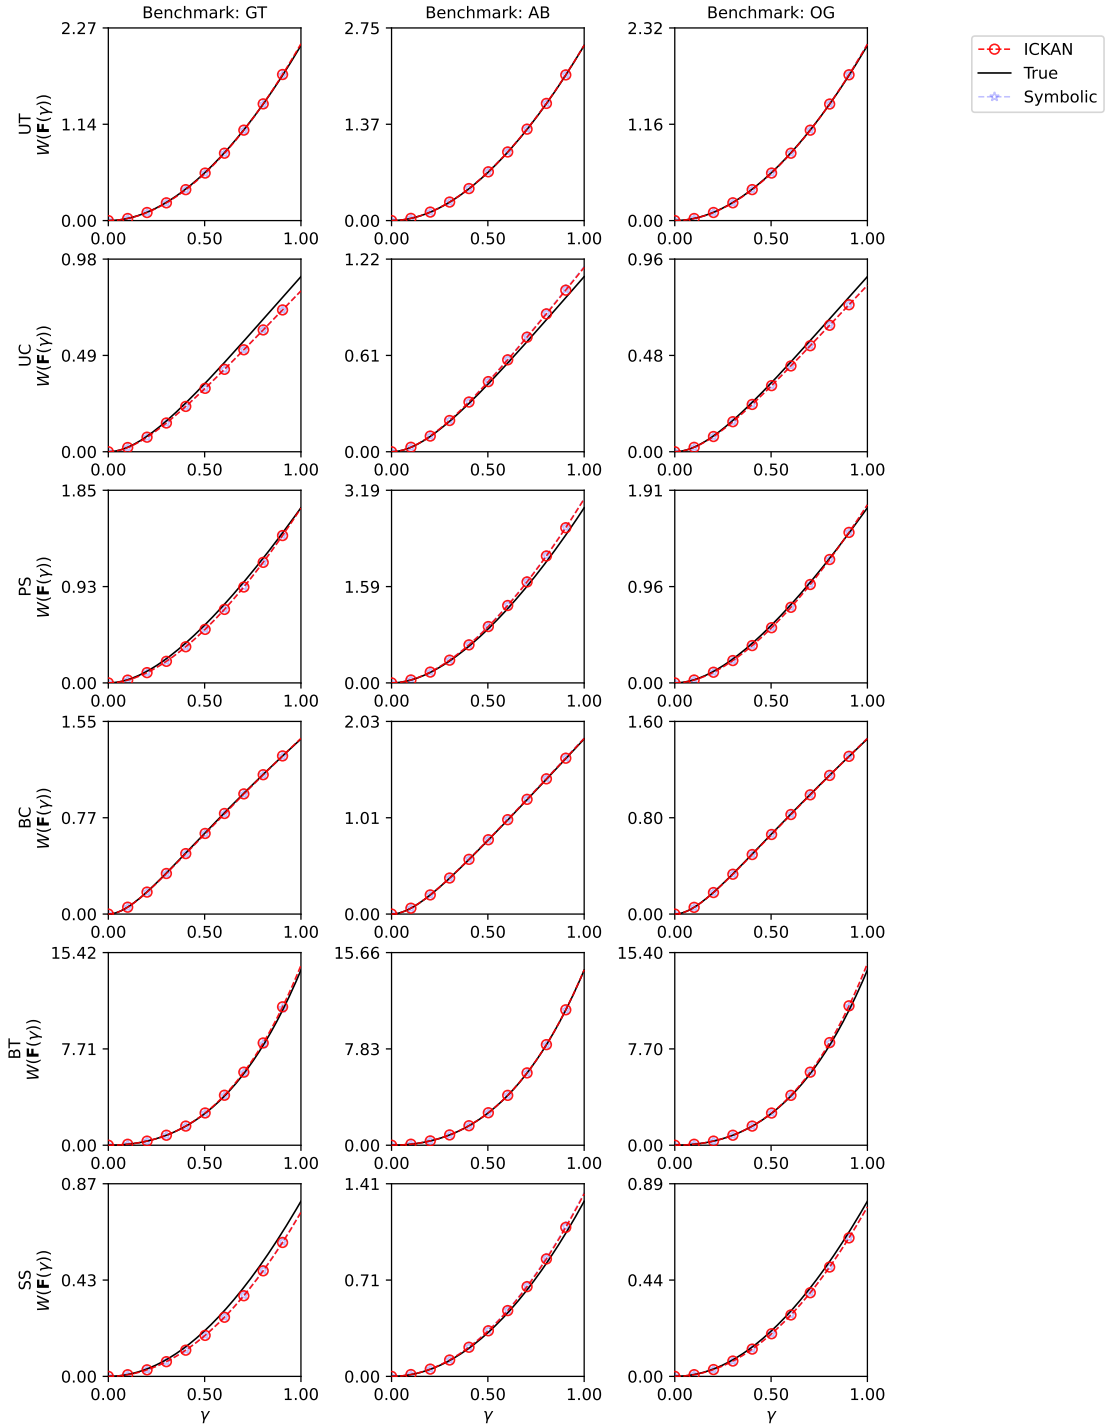 Benchmark: GT
Benchmark: AB
Benchmark: OG
ICKAN
True
Symbolic
UT
W(F(γ))
2.27
1.14
0.00
0.00 0.50 1.00
2.75
1.37
0.00
0.00 0.50 1.00
2.32
1.16
0.00
0.00 0.50 1.00
UC
W(F(γ))
0.98
0.49
0.00
0.00 0.50 1.00
1.22
0.61
0.00
0.00 0.50 1.00
0.96
0.48
0.00
0.00 0.50 1.00
PS
W(F(γ))
1.85
0.93
0.00
0.00 0.50 1.00
3.19
1.59
0.00
0.00 0.50 1.00
1.91
0.96
0.00
0.00 0.50 1.00
BC
W(F(γ))
1.55
0.77
0.00
0.00 0.50 1.00
2.03
1.01
0.00
0.00 0.50 1.00
1.60
0.80
0.00
0.00 0.50 1.00
BT
W(F(γ))
15.42
7.71
0.00
0.00 0.50 1.00
15.66
7.83
0.00
0.00 0.50 1.00
15.40
7.70
0.00
0.00 0.50 1.00
SS
W(F(γ))
0.87
0.43
0.00
0.00 0.50 1.00
γ
1.41
0.71
0.00
0.00 0.50 1.00
γ
0.89
0.44
0.00
0.00 0.50 1.00
γ